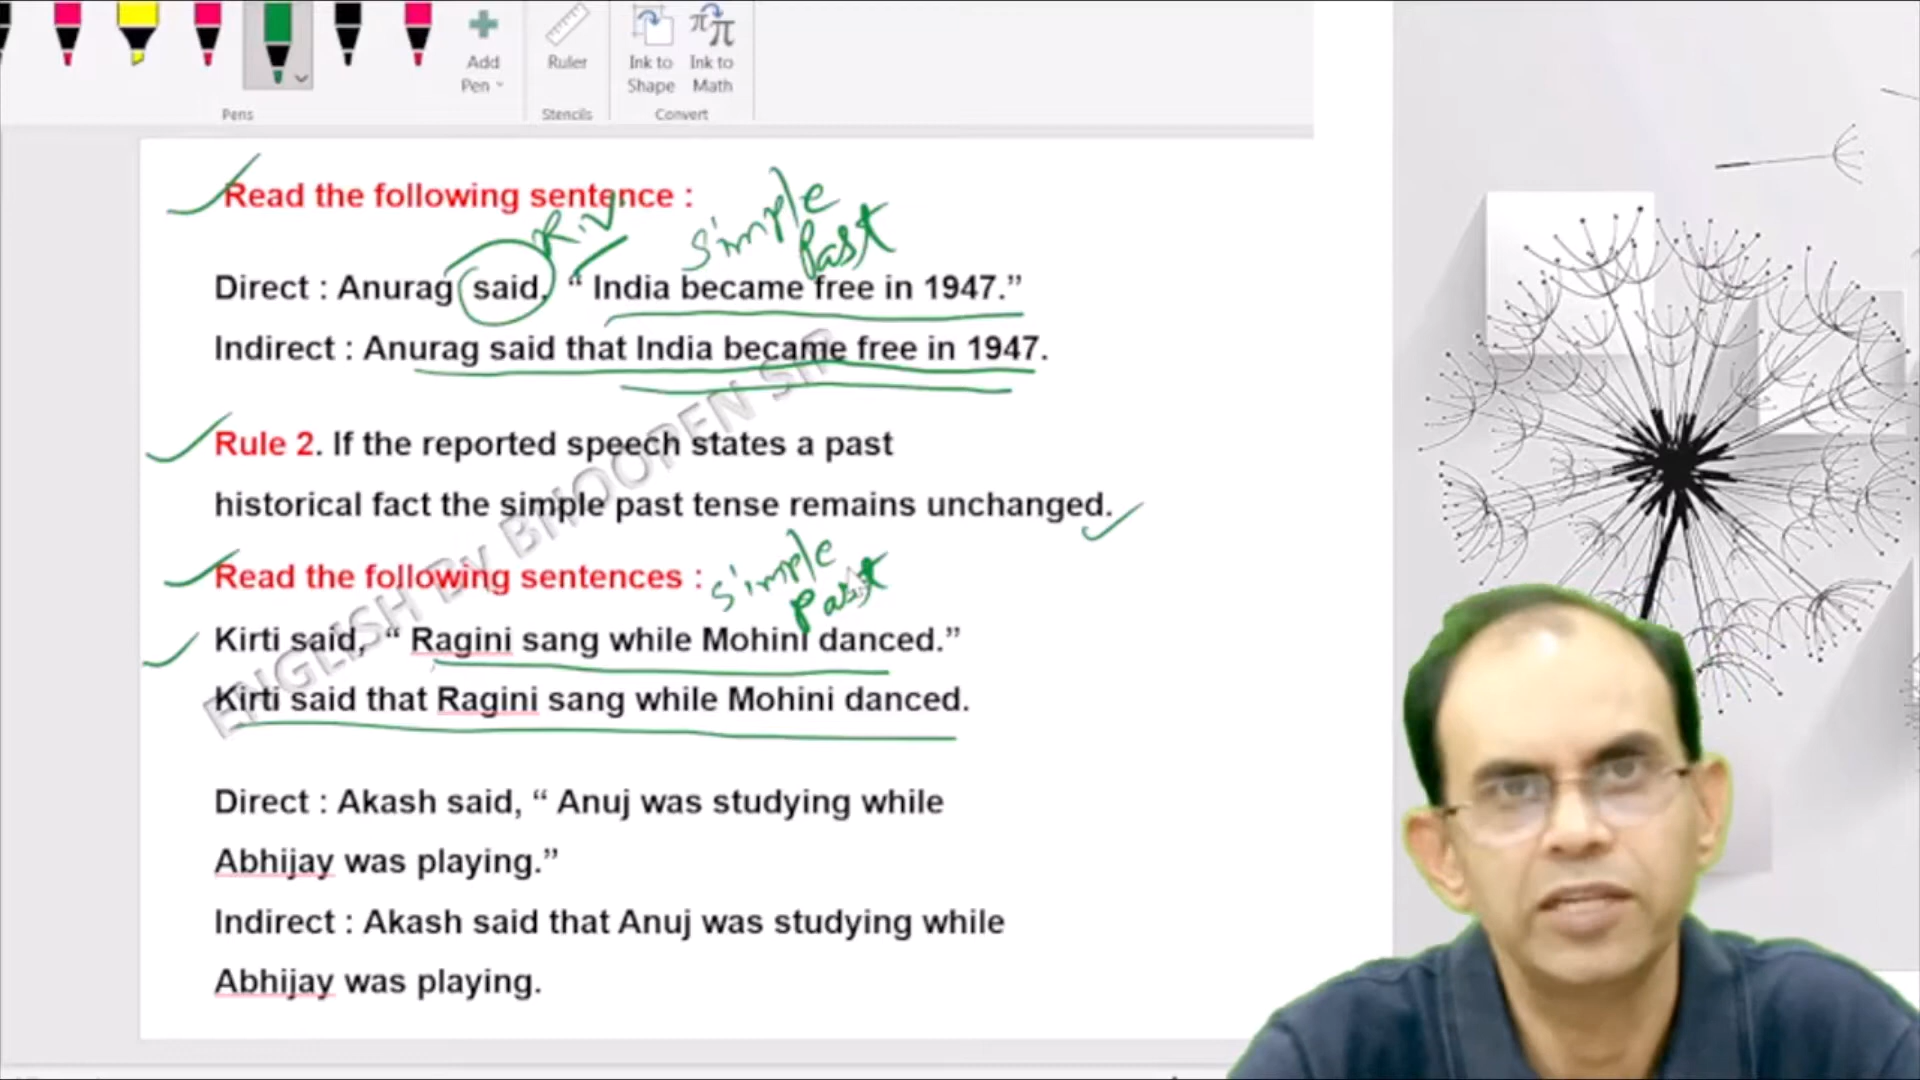 Add
Pen
Ruler
Ink to
Shape
Ink to
Math
Pens
Stencils
Convert
Read the following sentence :
R.V.
Simple
Past
Direct : Anurag said, “ India became free in 1947.”
Indirect : Anurag said that India became free in 1947.
Rule 2. If the reported speech states a past
historical fact the simple past tense remains unchanged.
Read the following sentences :
Simple
Past
Kirti said, “ Ragini sang while Mohini danced.”
Kirti said that Ragini sang while Mohini danced.
Direct : Akash said, “ Anuj was studying while
Abhijay was playing.”
Indirect : Akash said that Anuj was studying while
Abhijay was playing.
ENGLISH By BHOOPEN SIR